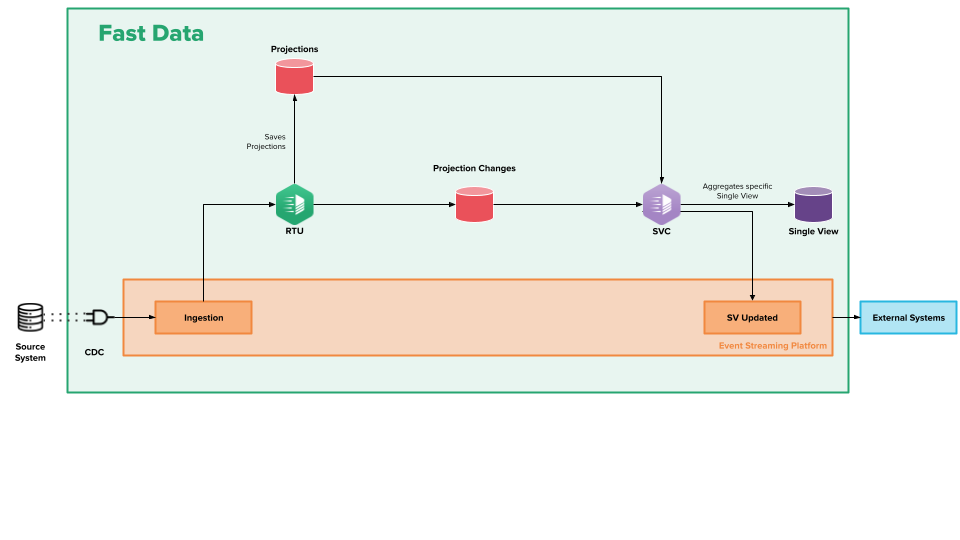 Fast Data
Projections
Saves
Projections
Projection Changes
Aggregates specific
Single View
RTU
SVC
Single View
Ingestion
SV Updated
External Systems
Event Streaming Platform
Source
System
CDC